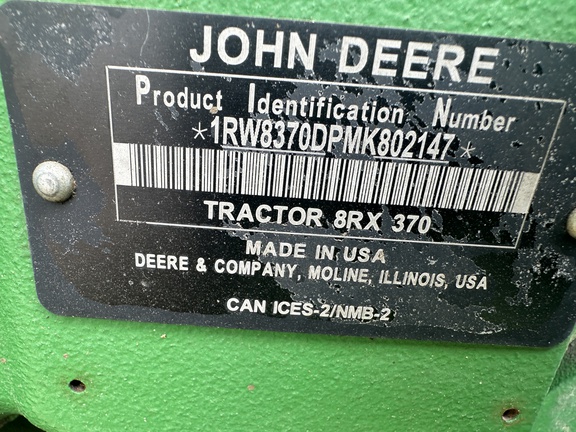 JOHN DEERE
Product Identification Number
*1RW8370DPMK802147*
TRACTOR 8RX 370
MADE IN USA
DEERE & COMPANY, MOLINE, ILLINOIS, USA
CAN ICES-2/NMB-2